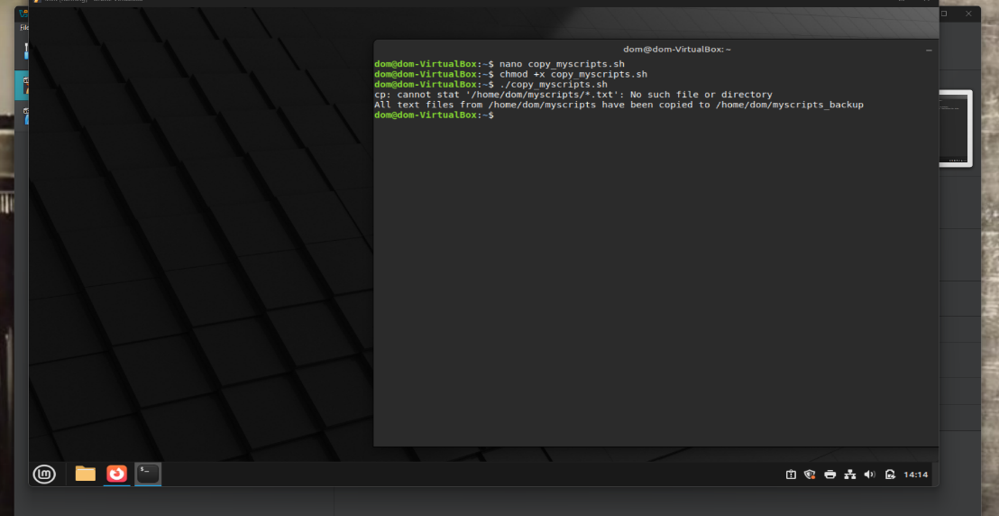 dom@dom-VirtualBox: ~
dom@dom-VirtualBox:~$ nano copy_myscripts.sh
dom@dom-VirtualBox:~$ chmod +x copy_myscripts.sh
dom@dom-VirtualBox:~$ ./copy_myscripts.sh
cp: cannot stat '/home/dom/myscripts/*.txt': No such file or directory
All text files from /home/dom/myscripts have been copied to /home/dom/myscripts_backup
dom@dom-VirtualBox:~$
14:14